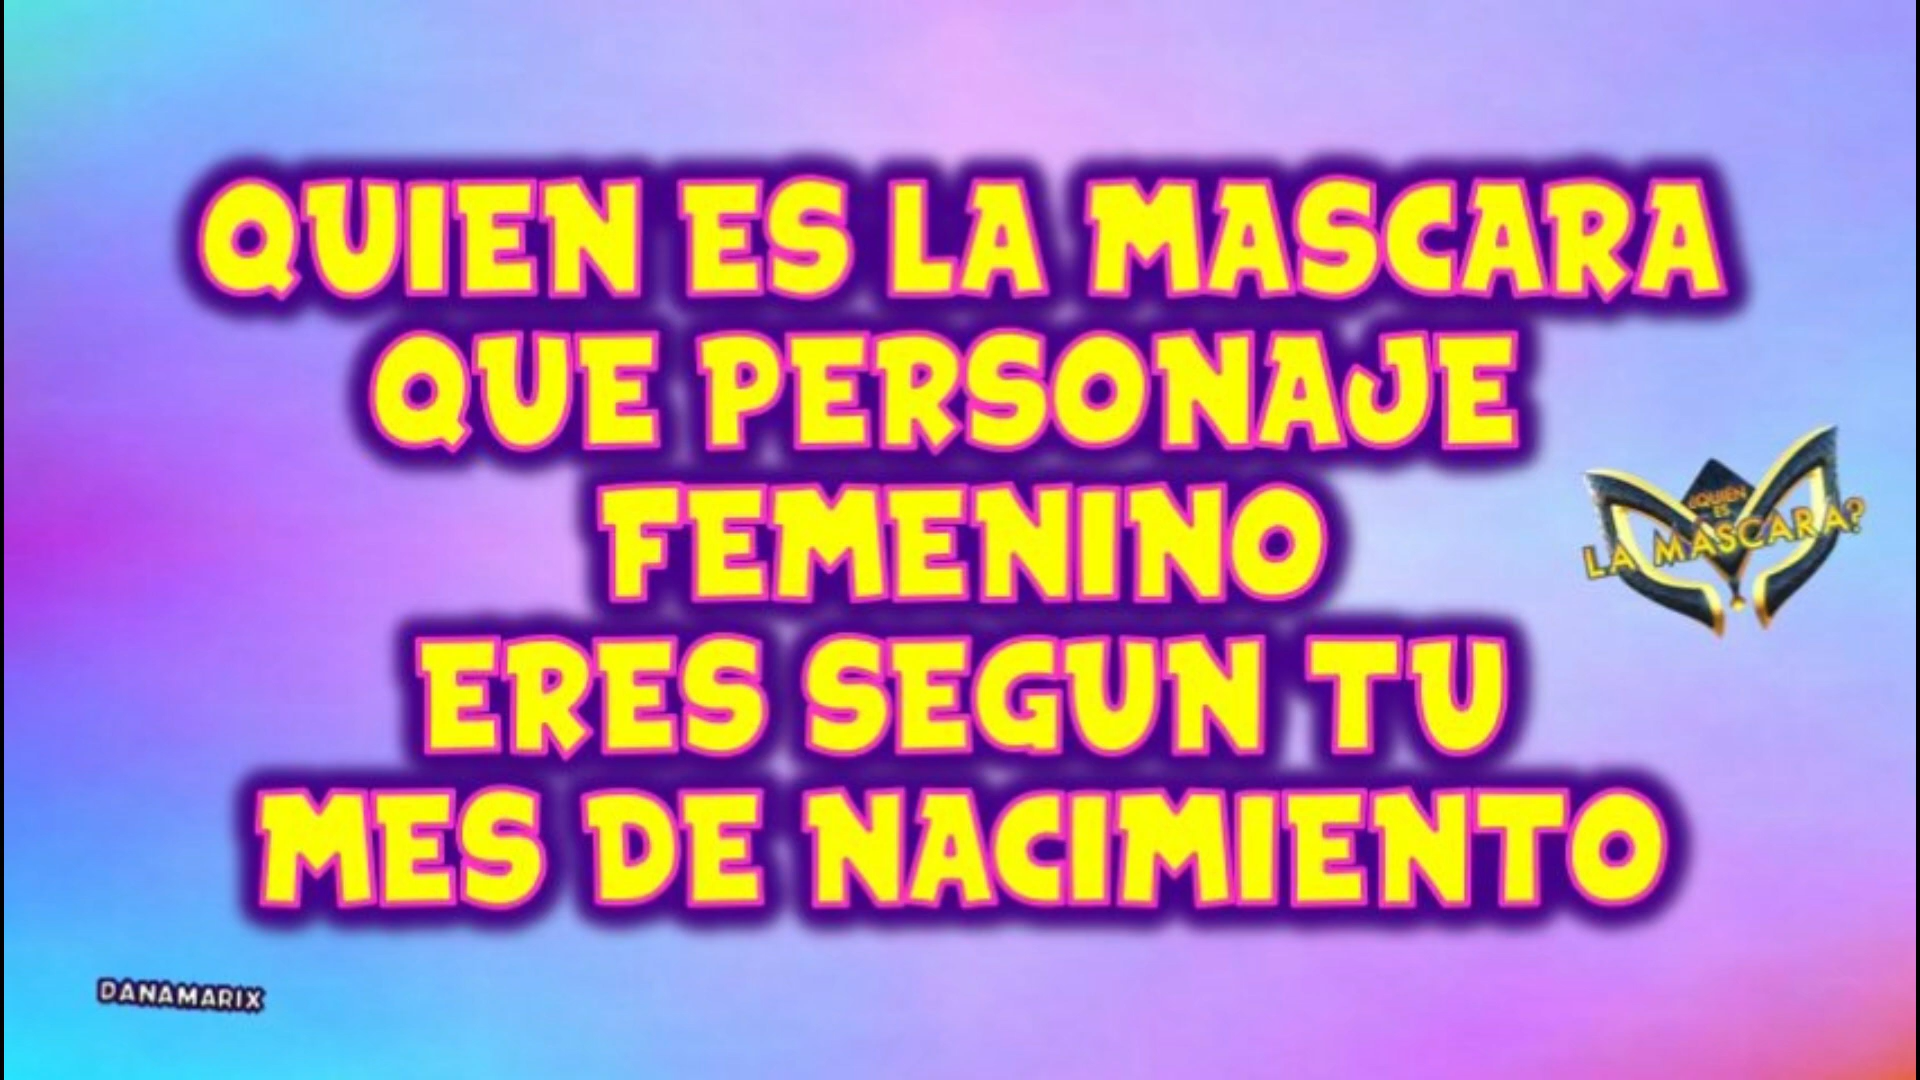 QUIEN ES LA MASCARA
QUE PERSONAJE
FEMENINO
¿QUIÉN
ES
LA MÁSCARA?
ERES SEGUN TU
MES DE NACIMIENTO
DANAMARIX